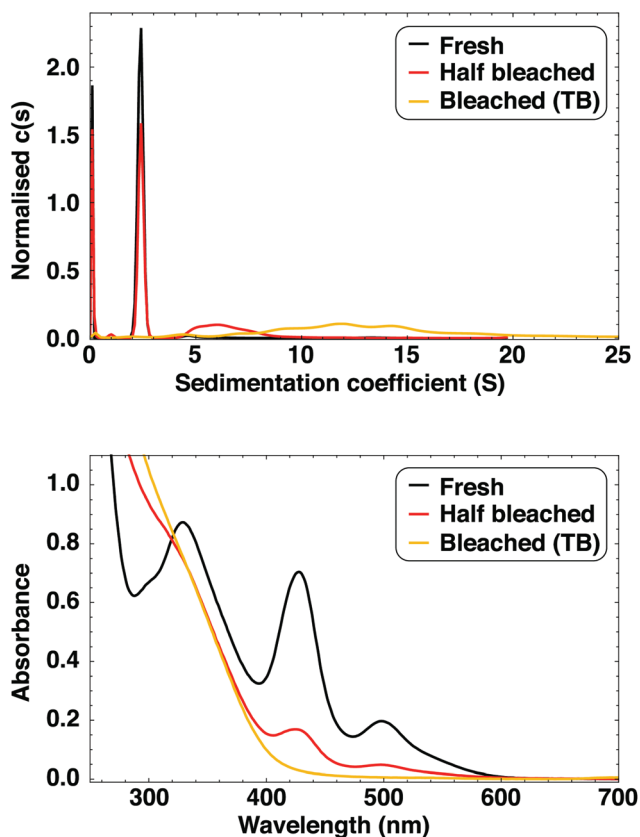 Fresh
Half bleached
Bleached (TB)
2.0
1.5
1.0
0.5
0.0
Normalised c(s)
0 5 10 15 20 25
Sedimentation coefficient (S)
Fresh
Half bleached
Bleached (TB)
1.0
0.8
0.6
0.4
0.2
0.0
Absorbance
300 400 500 600 700
Wavelength (nm)